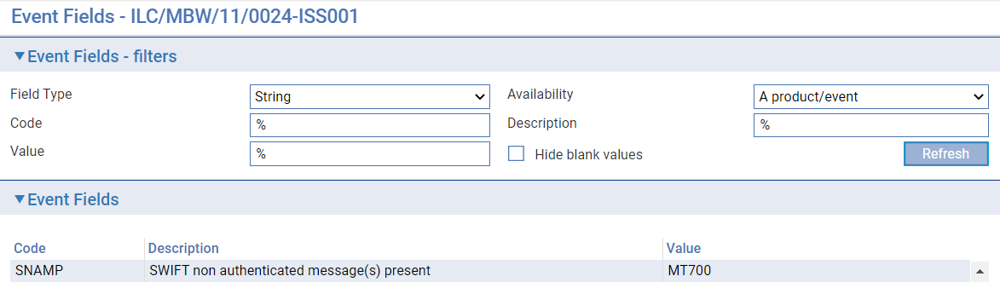 Event Fields - ILC/MBW/11/0024-ISS001
Event Fields - filters
Field Type String Availability A product/event
Code % Description %
Value % Hide blank values Refresh
Event Fields
Code Description Value
SNAMP SWIFT non authenticated message(s) present MT700